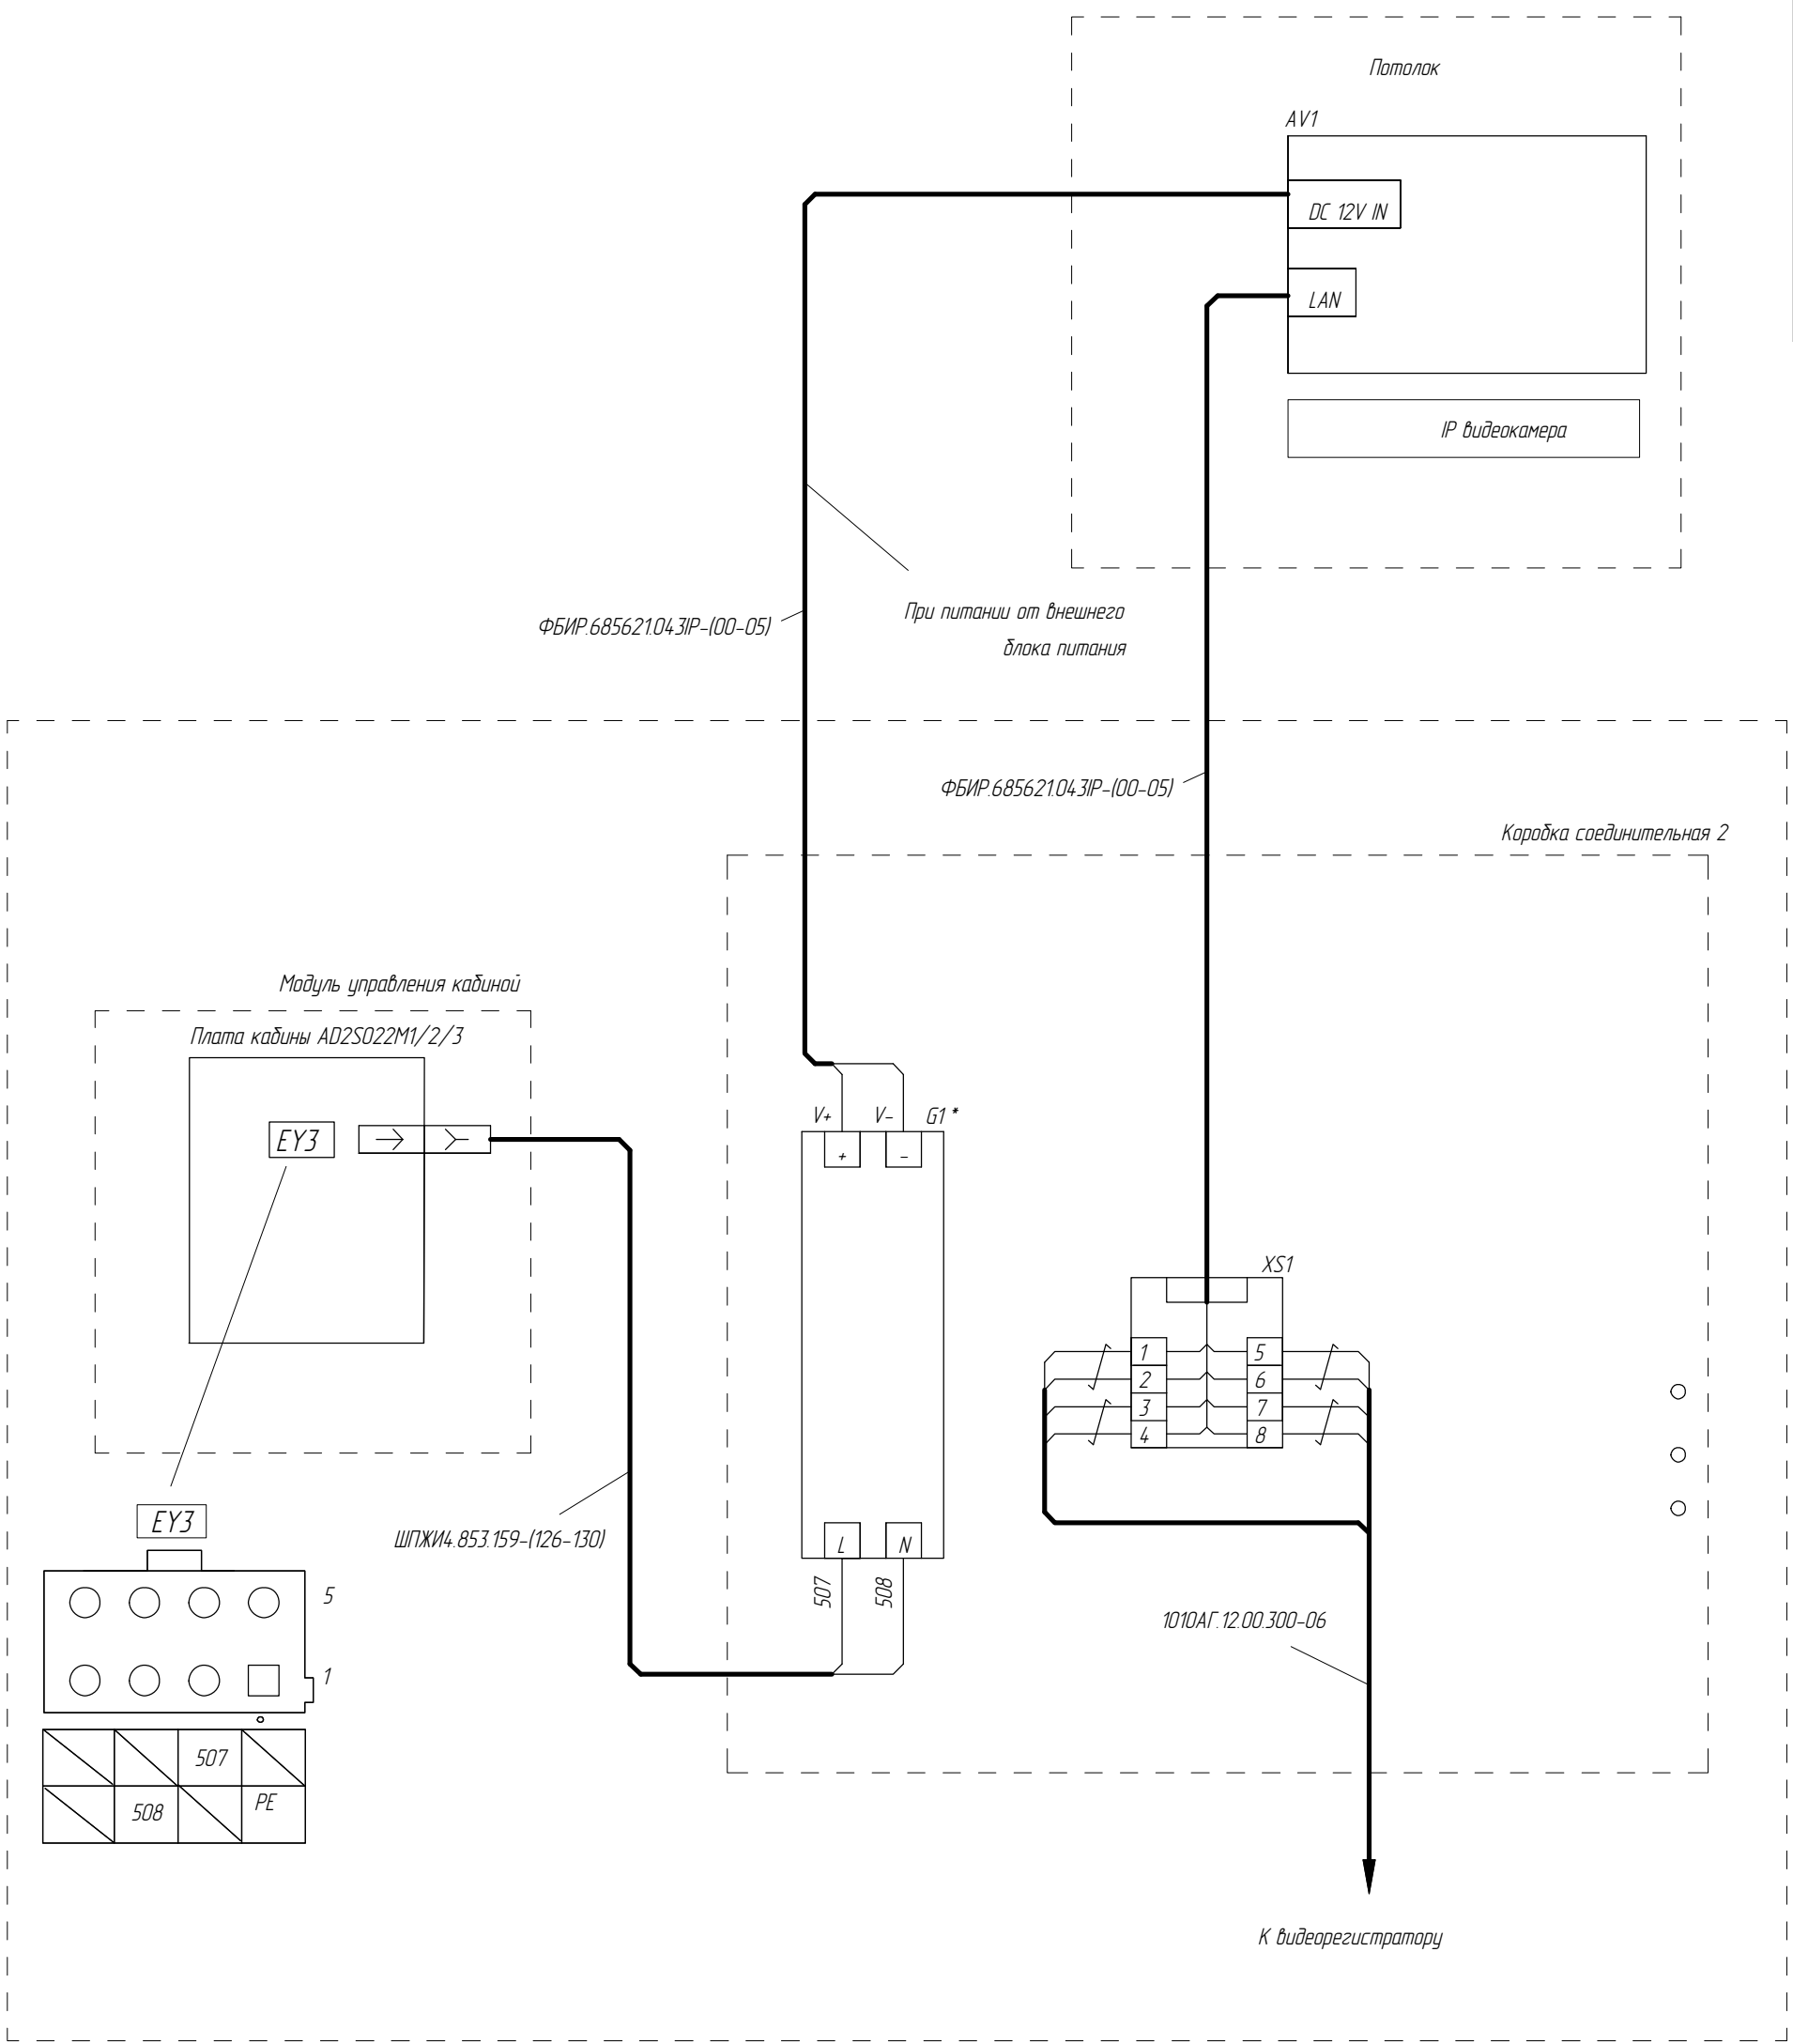 Потолок
AV1
DC 12V IN
LAN
IP видеокамера
ФБИР.685621.043IP-(00-05)
При питании от внешнего
блока питания
ФБИР.685621.043IP-(00-05)
Коробка соединительная 2
Модуль управления кабиной
Плата кабины AD2S022M1/2/3
EY3
V+ V- G1 *
+ -
XS1
1 5
2 6
3 7
4 8
EY3
ШПЖИ4.853.159-(126-130)
L N
507 508
5
1
1010АГ.12.00.300-06
507
508 PE
К видеорегистратору